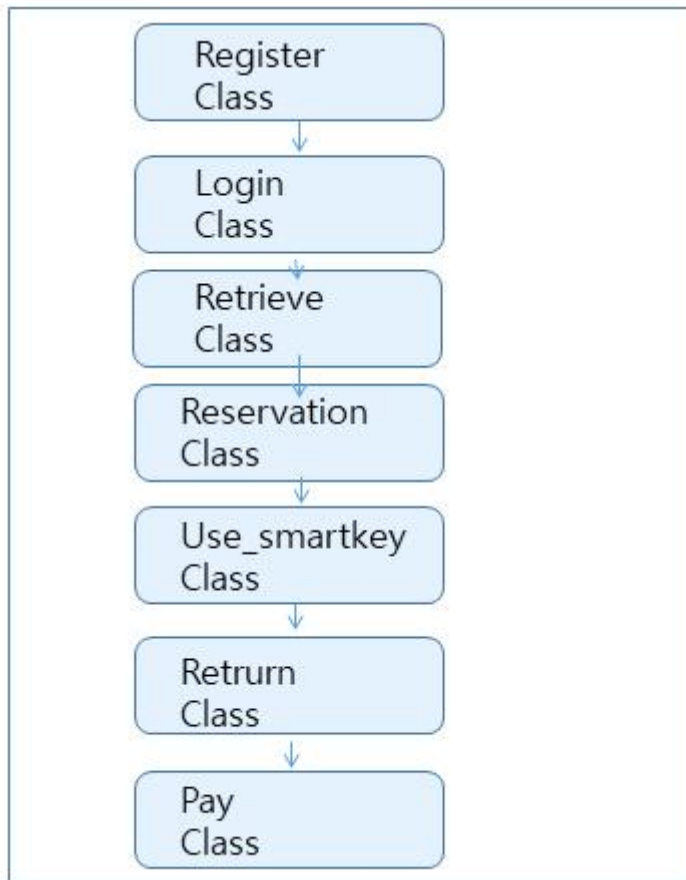 Register
Class
Login
Class
Retrieve
Class
Reservation
Class
Use_smartkey
Class
Retrurn
Class
Pay
Class